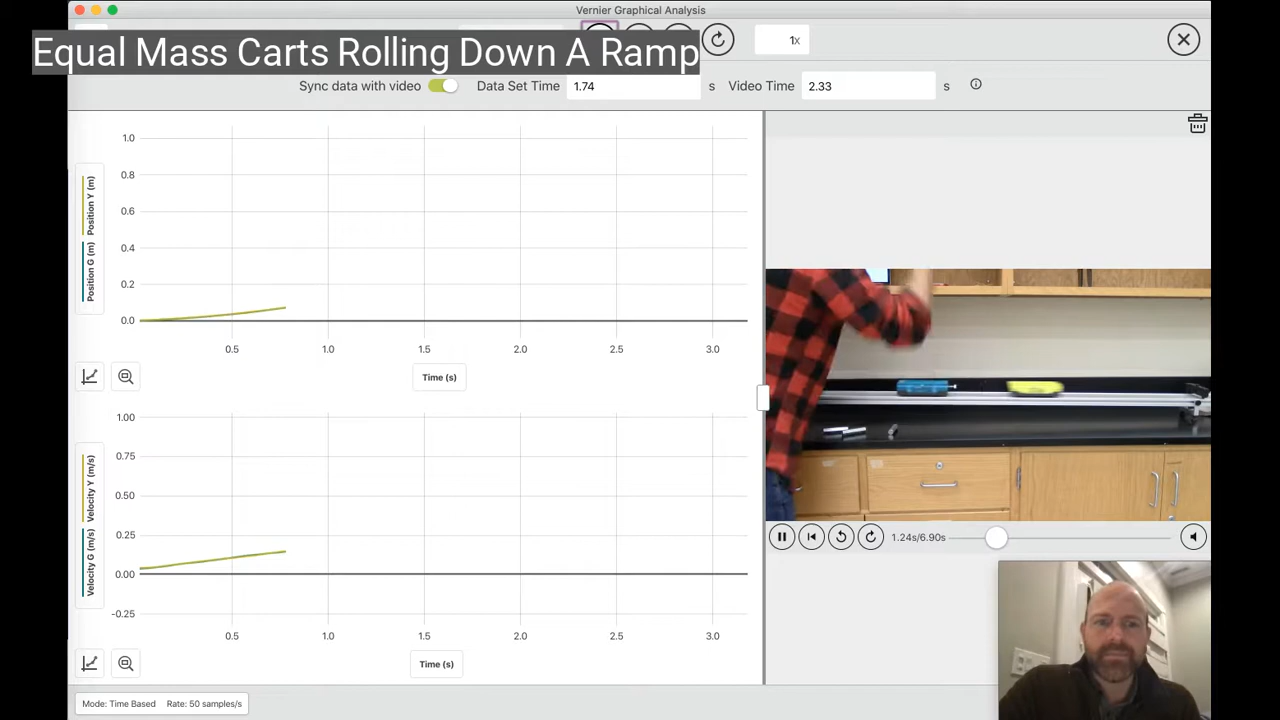 Vernier Graphical Analysis
Equal Mass Carts Rolling Down A Ramp
1x
Sync data with video
Data Set Time
1.74
s
Video Time
2.33
s
Position Y (m)
Position G (m)
1.0
0.8
0.6
0.4
0.2
0.0
0.5
1.0
1.5
2.0
2.5
3.0
Time (s)
Velocity Y (m/s)
Velocity G (m/s)
1.00
0.75
0.50
0.25
0.00
-0.25
0.5
1.0
1.5
2.0
2.5
3.0
Time (s)
1.24s/6.90s
Mode: Time Based Rate: 50 samples/s